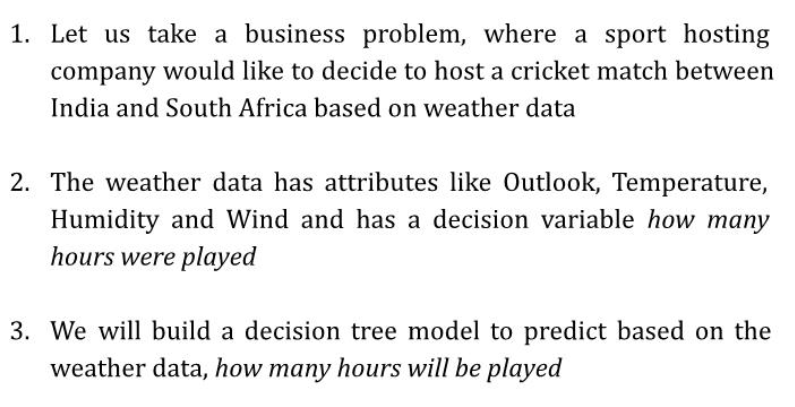 1. Let us take a business problem, where a sport hosting
company would like to decide to host a cricket match between
India and South Africa based on weather data
2. The weather data has attributes like Outlook, Temperature,
Humidity and Wind and has a decision variable how many
hours were played
3. We will build a decision tree model to predict based on the
weather data, how many hours will be played